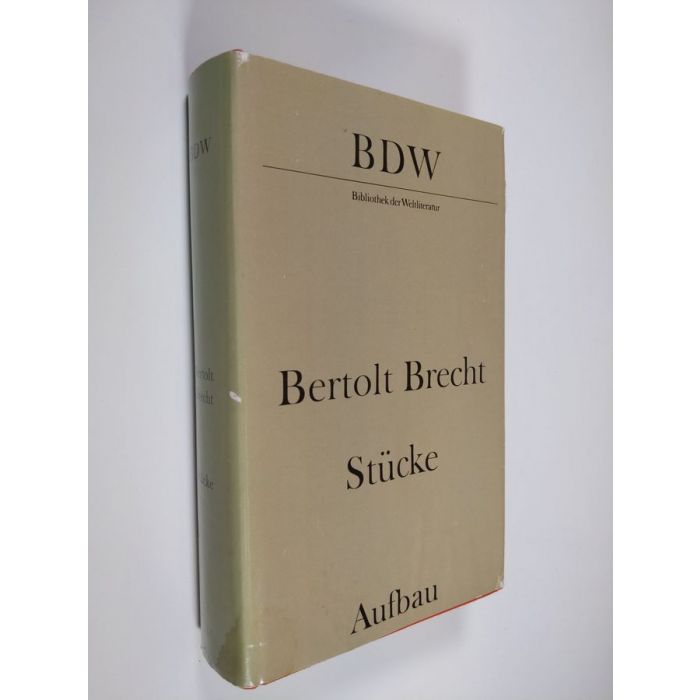 BDW
Bibliothek der Weltliteratur
Bertolt Brecht
Stücke
Aufbau
BDW